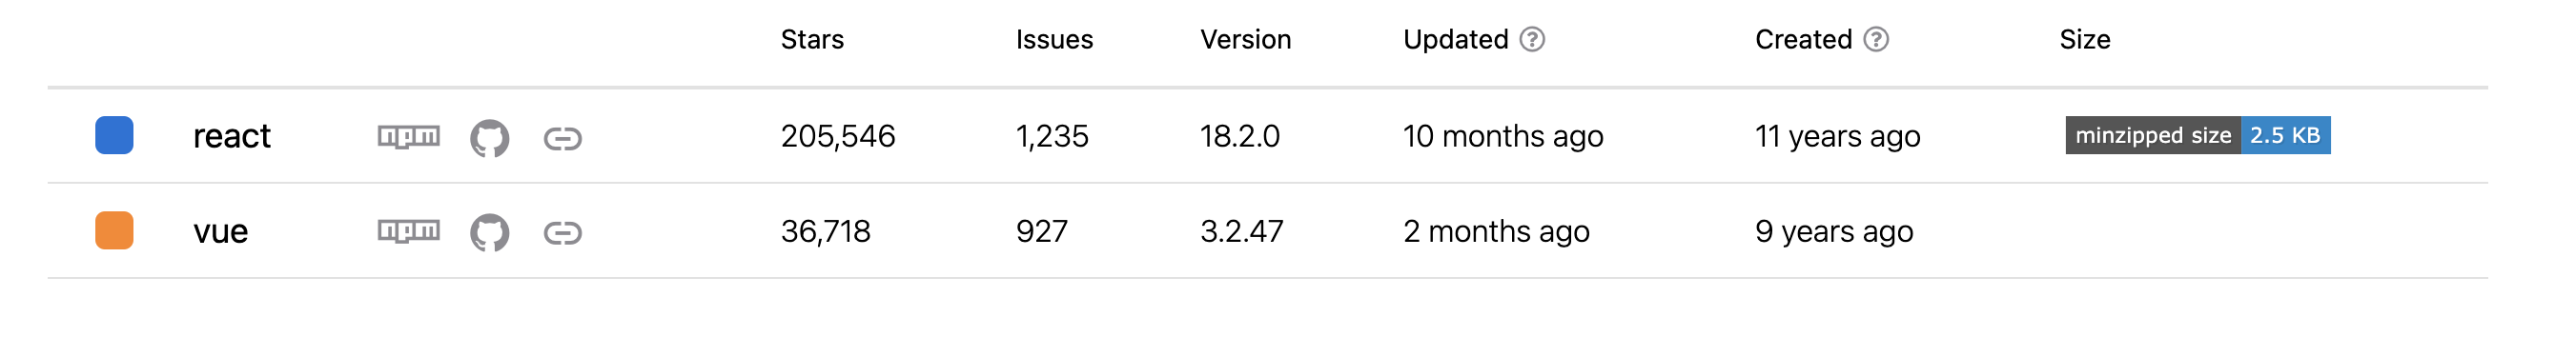 Stars Issues Version Updated ? Created ? Size
react npm 205,546 1,235 18.2.0 10 months ago 11 years ago minzipped size 2.5 KB
vue npm 36,718 927 3.2.47 2 months ago 9 years ago